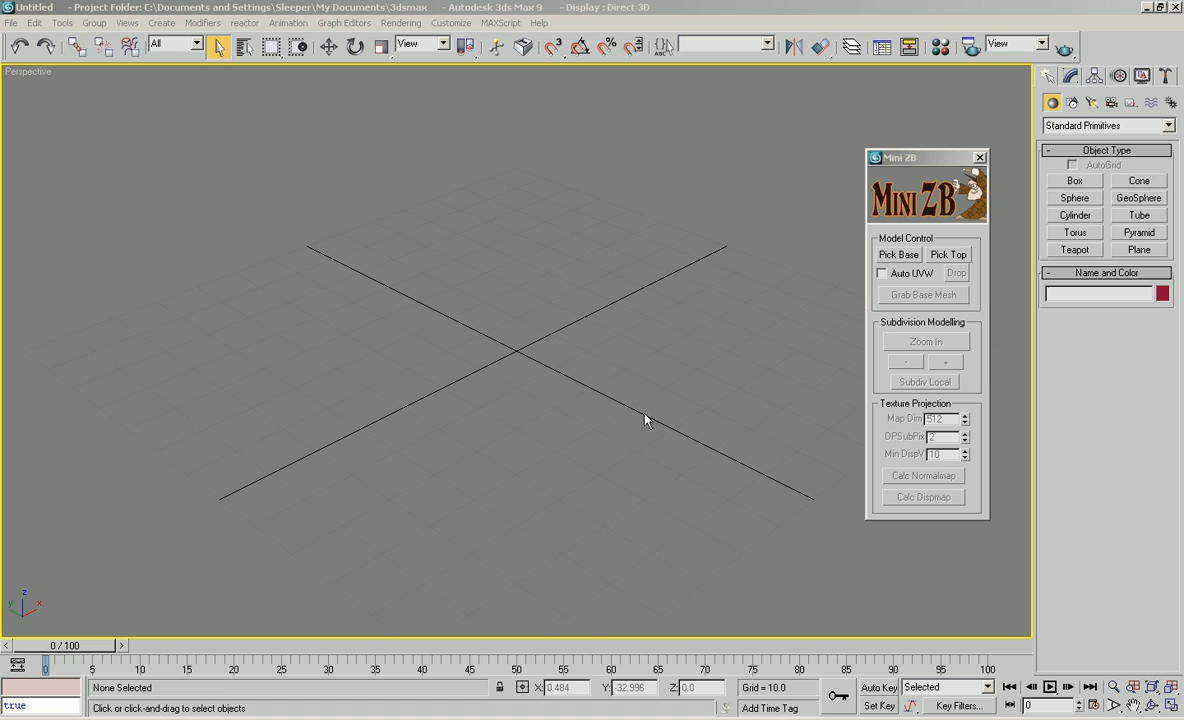 Untitled - Project Folder: C:\Documents and Settings\Sleeper\My Documents\3dsmax - Autodesk 3ds Max 9 - Display : Direct 3D
File Edit Tools Group Views Create Modifiers reactor Animation Graph Editors Rendering Customize MAXScript Help
All View View
Perspective
Standard Primitives
- Object Type
AutoGrid
Box Cone
Sphere GeoSphere
Cylinder Tube
Torus Pyramid
Teapot Plane
- Name and Color
Mini ZB
MINI ZB
Model Control
Pick Base Pick Top
Auto UVW Drop
Grab Base Mesh
Subdivision Modelling
Zoom In
- +
Subdiv Local
Texture Projection
Map Dim 512
DPSubPix 2
Min DispV 10
Calc Normalmap
Calc Dispmap
z
y x
< 0 / 100 >
0 5 10 15 20 25 30 35 40 45 50 55 60 65 70 75 80 85 90 95 100
None Selected X: 0.484 Y: -32.996 Z: 0.0 Grid = 10.0 Auto Key Selected
true Click or click-and-drag to select objects Add Time Tag Set Key Key Filters... 0